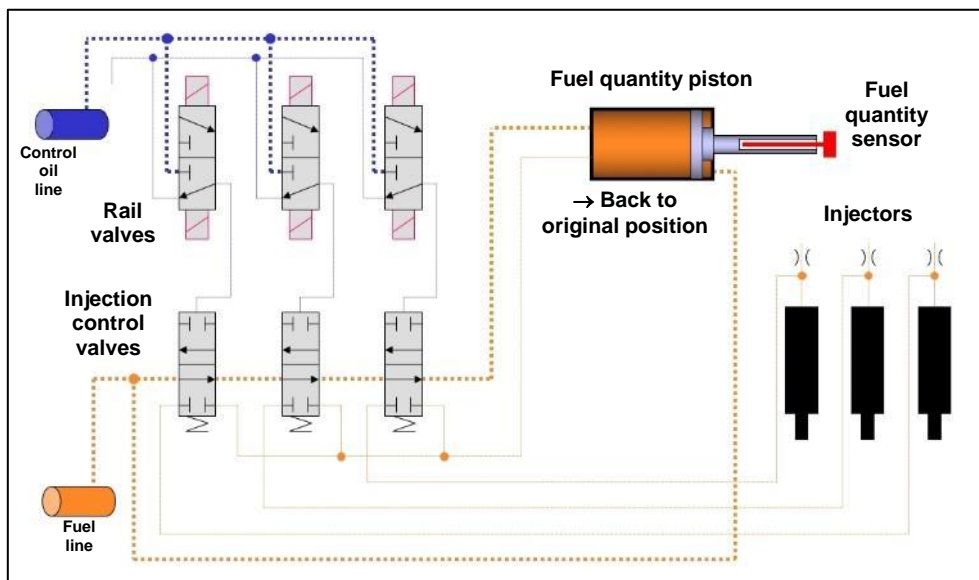 Control
oil
line
Rail
valves
Injection
control
valves
Fuel
line
Fuel quantity piston
→ Back to
original position
Fuel
quantity
sensor
Injectors